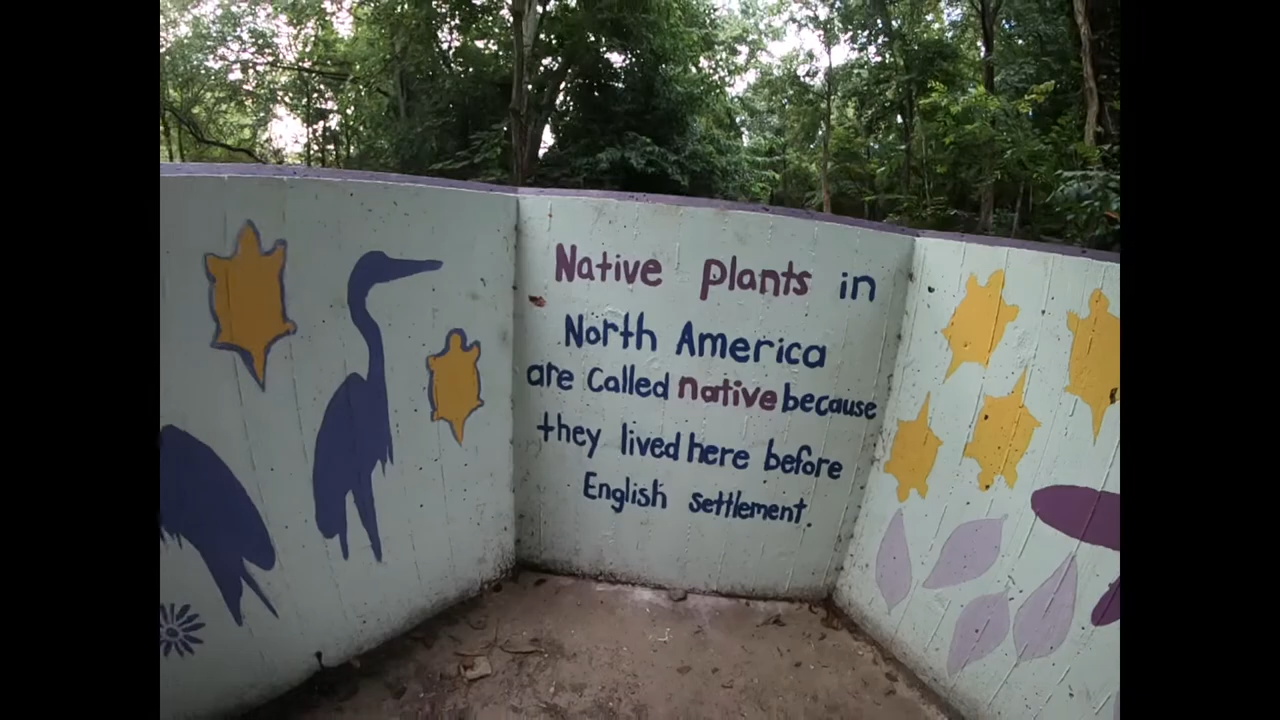 Native plants in
North America
are called native because
they lived here before
English settlement.